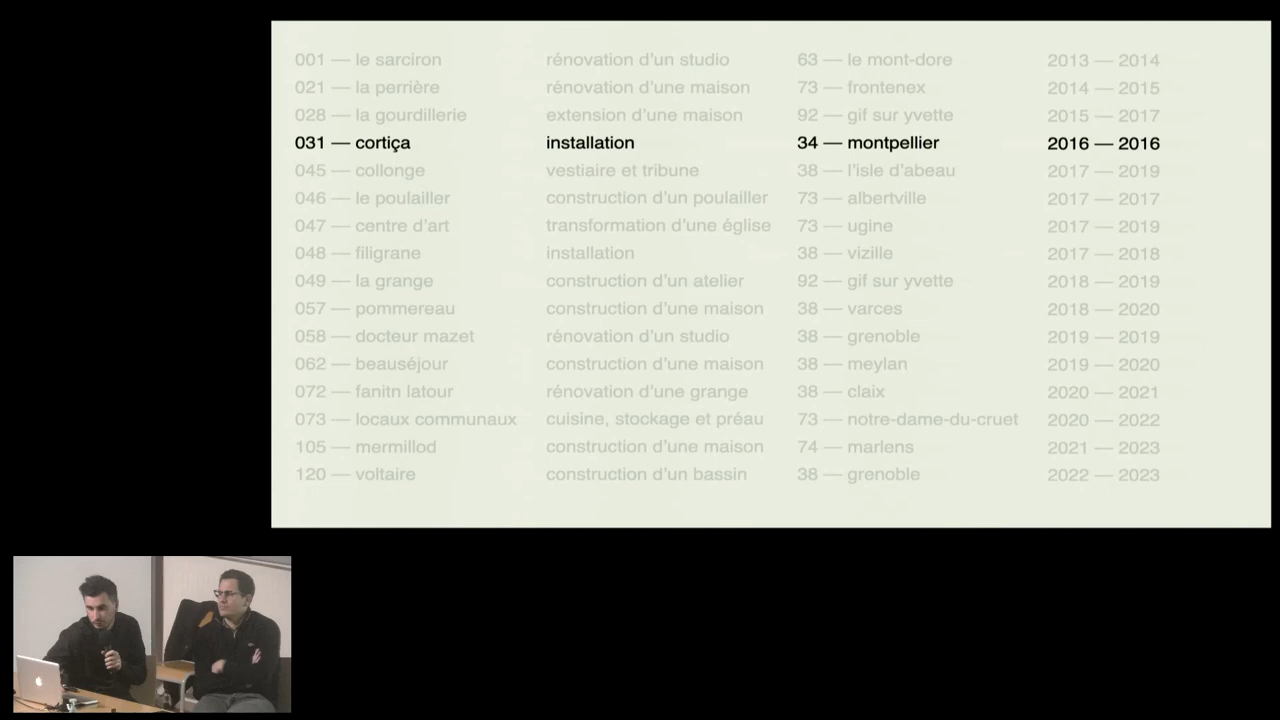 001 — le sarciron rénovation d'un studio 63 — le mont-dore 2013 — 2014
021 — la perrière rénovation d'une maison 73 — frontenex 2014 — 2015
028 — la gourdillerie extension d'une maison 92 — gif sur yvette 2015 — 2017
031 — cortiça installation 34 — montpellier 2016 — 2016
045 — collonge vestiaire et tribune 38 — l'isle d'abeau 2017 — 2019
046 — le poulailler construction d'un poulailler 73 — albertville 2017 — 2017
047 — centre d'art transformation d'une église 73 — ugine 2017 — 2019
048 — filigrane installation 38 — vizille 2017 — 2018
049 — la grange construction d'un atelier 92 — gif sur yvette 2018 — 2019
057 — pommereau construction d'une maison 38 — varces 2018 — 2020
058 — docteur mazet rénovation d'un studio 38 — grenoble 2019 — 2019
062 — beauséjour construction d'une maison 38 — meylan 2019 — 2020
072 — fanitn latour rénovation d'une grange 38 — claix 2020 — 2021
073 — locaux communaux cuisine, stockage et préau 73 — notre-dame-du-cruet 2020 — 2022
105 — mermillod construction d'une maison 74 — marlens 2021 — 2023
120 — voltaire construction d'un bassin 38 — grenoble 2022 — 2023